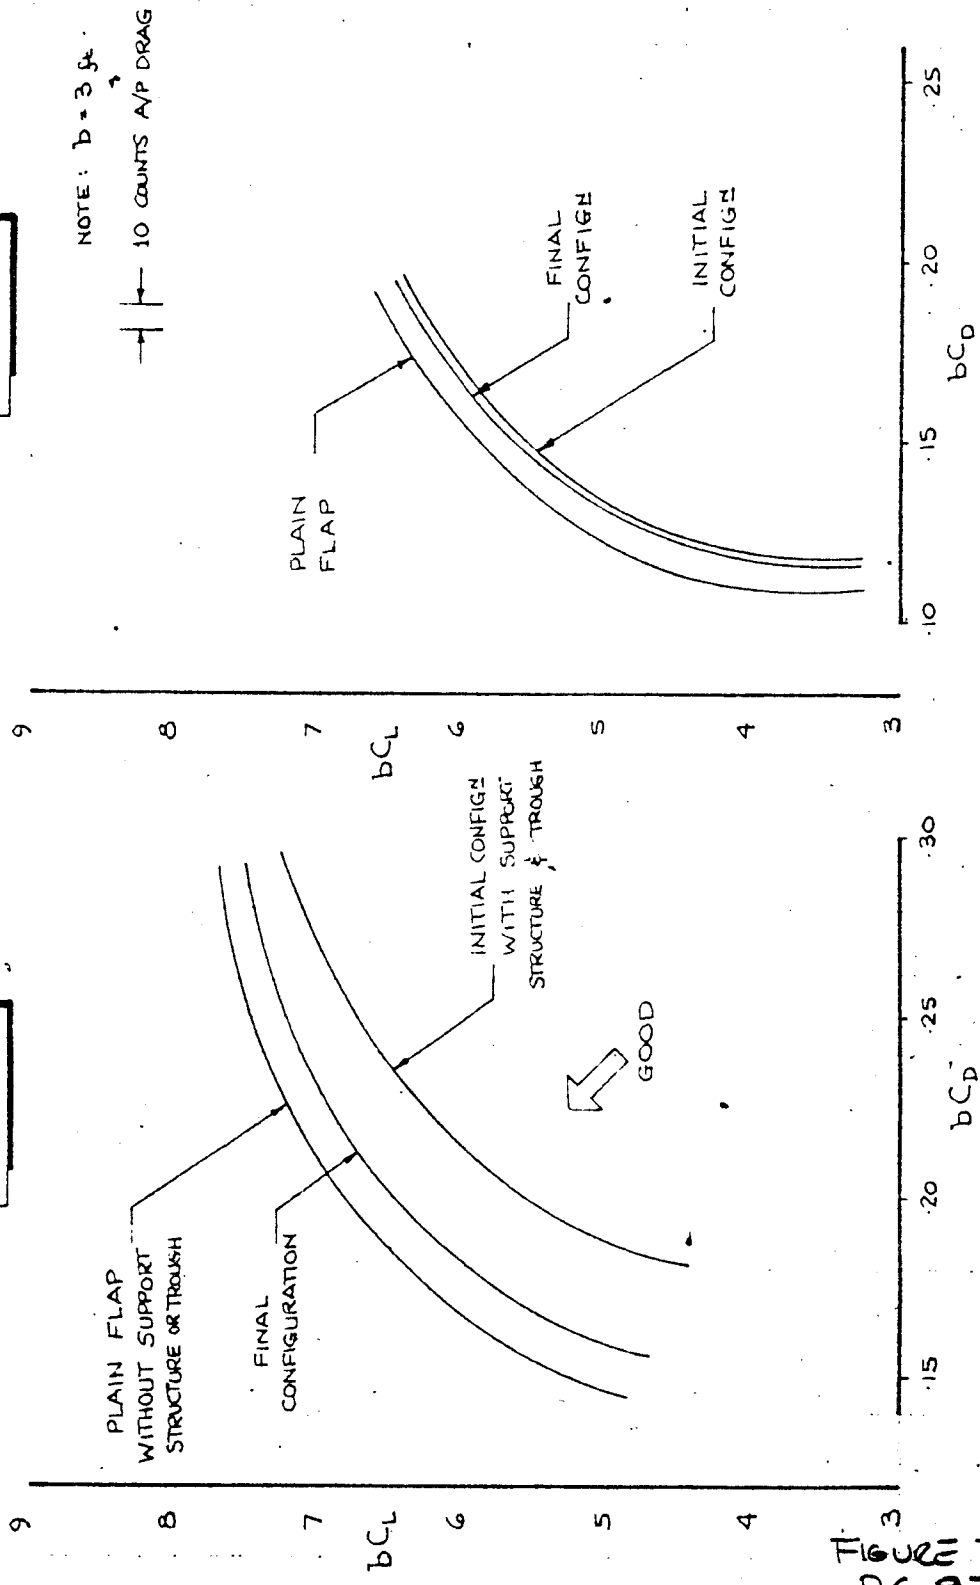 NOTE: b = 3 ft.
10 COUNTS A/P DRAG
9
8
7
bCL
6
5
4
3
PLAIN FLAP
WITHOUT SUPPORT
STRUCTURE OR TROUGH
FINAL
CONFIGURATION
INITIAL CONFIGN
WITH SUPPORT
STRUCTURE & TROUGH
GOOD
.15
.20
.25
.30
bCD
9
8
7
bCL
6
5
4
3
PLAIN
FLAP
FINAL
CONFIGN
INITIAL
CONFIGN
.10
.15
.20
.25
bCD
FIGURE